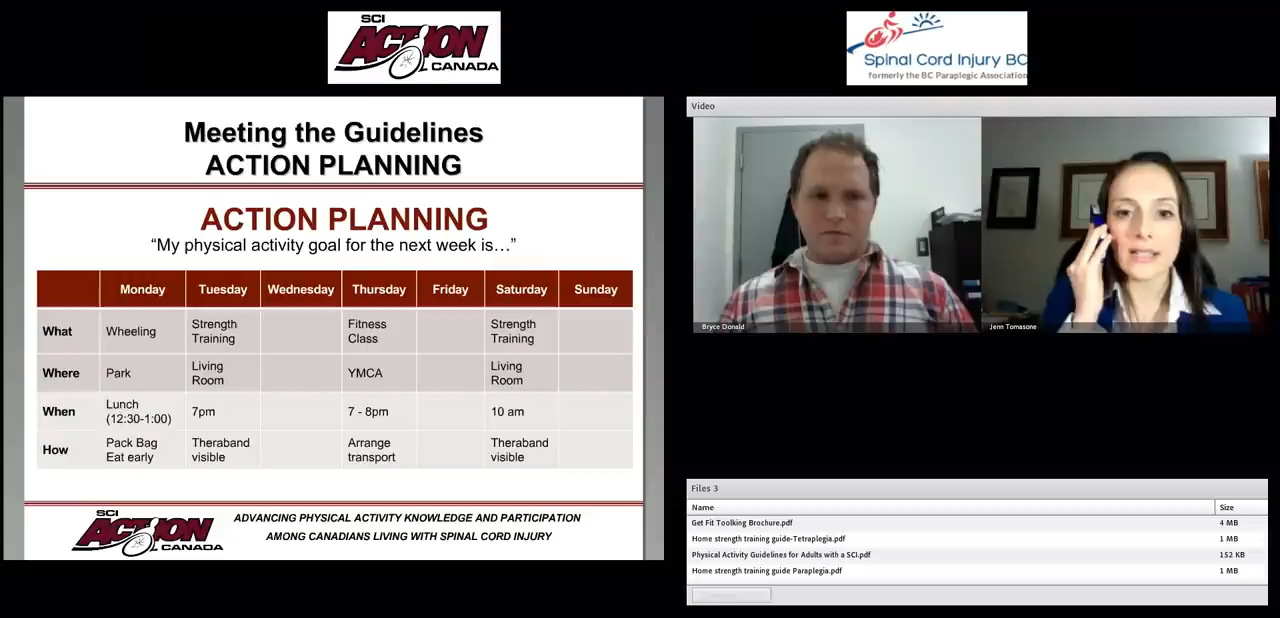 SCI
ACTION
CANADA
Spinal Cord Injury BC
formerly the BC Paraplegic Association
Meeting the Guidelines
ACTION PLANNING
ACTION PLANNING
“My physical activity goal for the next week is…”
Monday Tuesday Wednesday Thursday Friday Saturday Sunday
What Wheeling Strength Training Fitness Class Strength Training
Where Park Living Room YMCA Living Room
When Lunch (12:30-1:00) 7pm 7 - 8pm 10 am
How Pack Bag Eat early Theraband visible Arrange transport Theraband visible
SCI
ACTION
CANADA
ADVANCING PHYSICAL ACTIVITY KNOWLEDGE AND PARTICIPATION
AMONG CANADIANS LIVING WITH SPINAL CORD INJURY
Video
Bryce Donald
Jenn Tomasone
Files 3
Name Size
Get Fit Toolking Brochure.pdf 4 MB
Home strength training guide-Tetraplegia.pdf 1 MB
Physical Activity Guidelines for Adults with a SCI.pdf 152 KB
Home strength training guide Paraplegia.pdf 1 MB